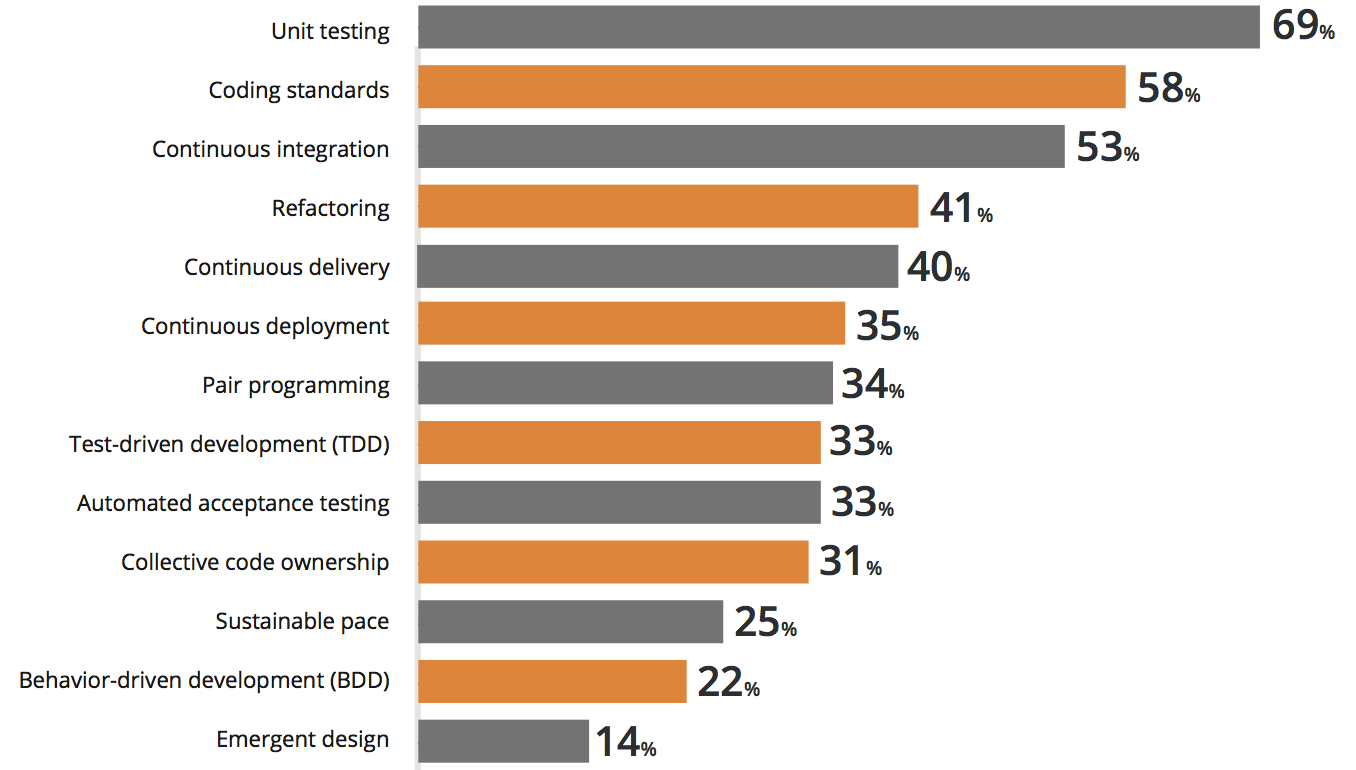 Unit testing 69%
Coding standards 58%
Continuous integration 53%
Refactoring 41%
Continuous delivery 40%
Continuous deployment 35%
Pair programming 34%
Test-driven development (TDD) 33%
Automated acceptance testing 33%
Collective code ownership 31%
Sustainable pace 25%
Behavior-driven development (BDD) 22%
Emergent design 14%